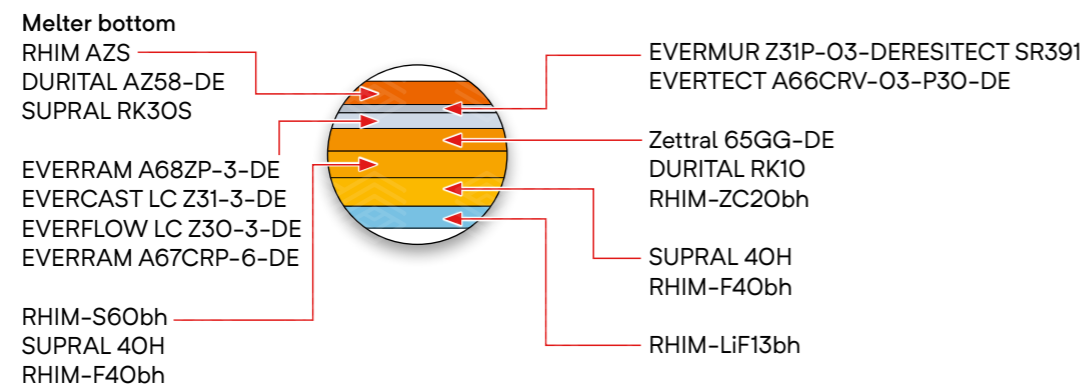 Melter bottom
RHIM AZS
DURITAL AZ58-DE
SUPRAL RK30S
EVERRAM A68ZP-3-DE
EVERCAST LC Z31-3-DE
EVERFLOW LC Z30-3-DE
EVERRAM A67CRP-6-DE
RHIM-S60bh
SUPRAL 40H
RHIM-F40bh
EVERMUR Z31P-03-DERESITECT SR391
EVERTECT A66CRV-03-P30-DE
Zettral 65GG-DE
DURITAL RK10
RHIM-ZC20bh
SUPRAL 40H
RHIM-F40bh
RHIM-LiF13bh